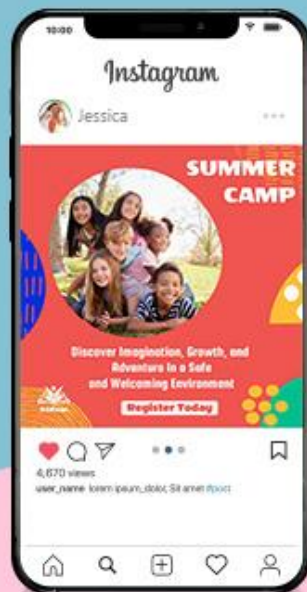 10:00
Instagram
Jessica
SUMMER
CAMP
Discover Imagination, Growth, and
Adventure in a Safe
and Welcoming Environment
Register Today
4,670 views
user_name lorem ipsum_dolor, Sit amet #post